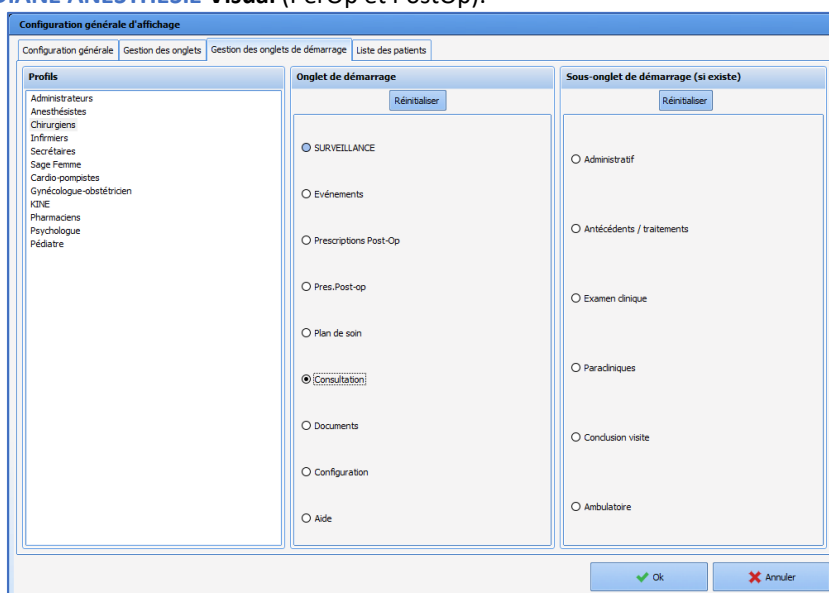 DIANE ANESTHESIE Visual (PerOp et PostOp).
Configuration générale d'affichage
Configuration générale Gestion des onglets Gestion des onglets de démarrage Liste des patients
Profils
Administrateurs
Anesthésistes
Chirurgiens
Infirmiers
Secrétaires
Sage Femme
Cardio-pompistes
Gynécologue-obstétricien
KINE
Pharmaciens
Psychologue
Pédiatre
Onglet de démarrage
Réinitialiser
SURVEILLANCE
Evénements
Prescriptions Post-Op
Pres.Post-op
Plan de soin
Consultation
Documents
Configuration
Aide
Sous-onglet de démarrage (si existe)
Réinitialiser
Administratif
Antécédents / traitements
Examen clinique
Paracliniques
Conclusion visite
Ambulatoire
Ok Annuler